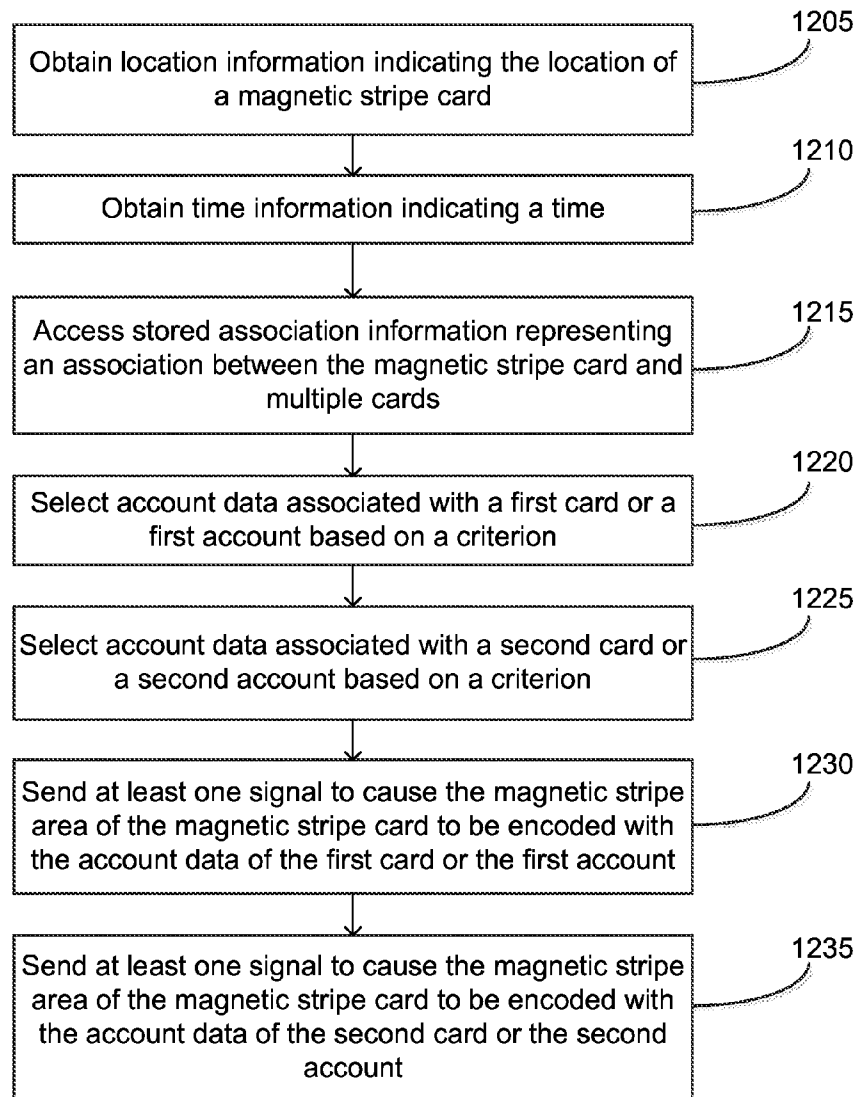 1205
Obtain location information indicating the location of
a magnetic stripe card
1210
Obtain time information indicating a time
1215
Access stored association information representing
an association between the magnetic stripe card and
multiple cards
1220
Select account data associated with a first card or a
first account based on a criterion
1225
Select account data associated with a second card or
a second account based on a criterion
1230
Send at least one signal to cause the magnetic stripe
area of the magnetic stripe card to be encoded with
the account data of the first card or the first account
1235
Send at least one signal to cause the magnetic stripe
area of the magnetic stripe card to be encoded with
the account data of the second card or the second
account